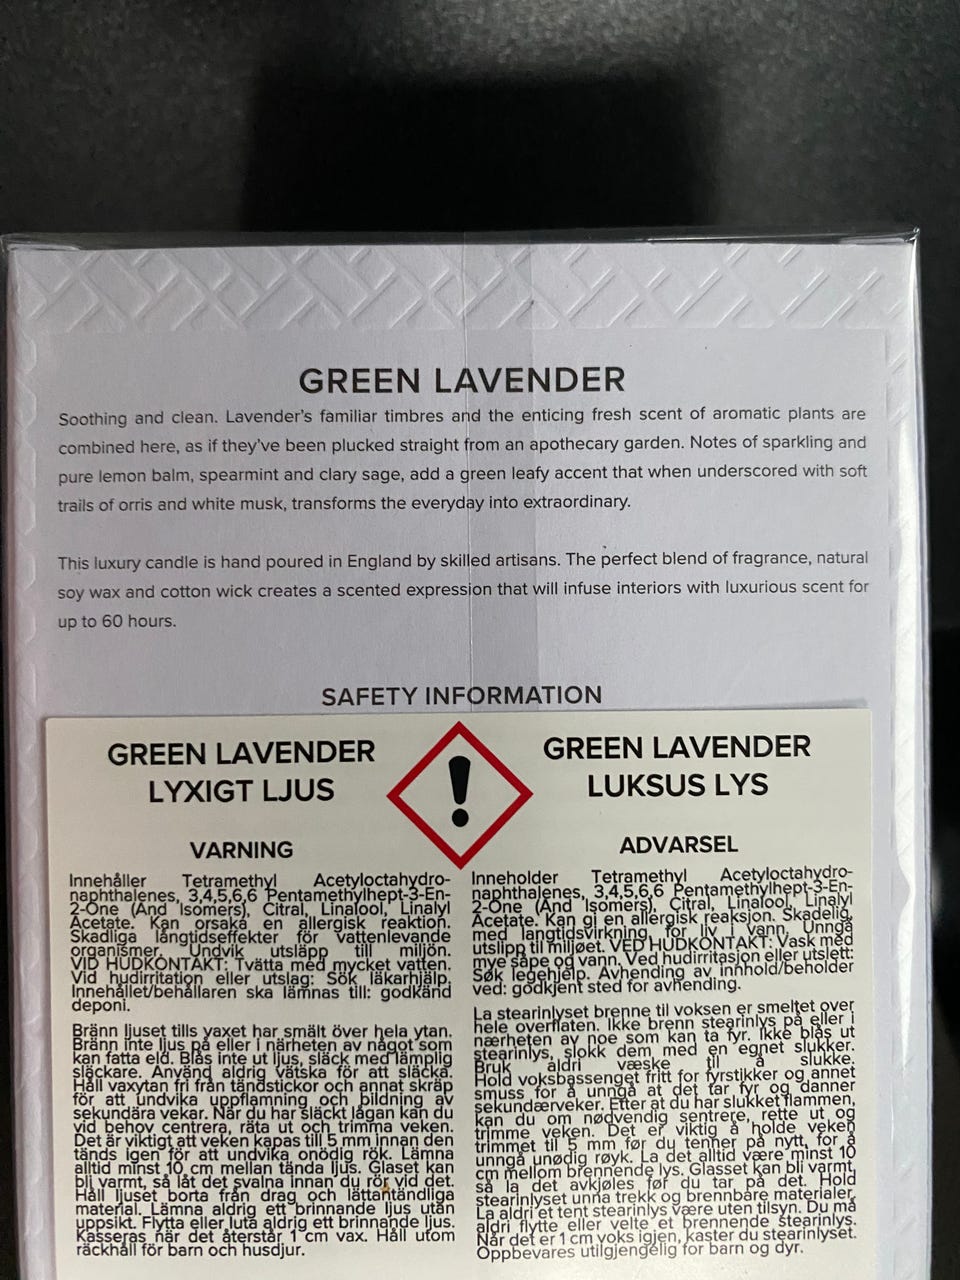 GREEN LAVENDER
Soothing and clean. Lavender's familiar timbres and the enticing fresh scent of aromatic plants are
combined here, as if they've been plucked straight from an apothecary garden. Notes of sparkling and
pure lemon balm, spearmint and clary sage, add a green leafy accent that when underscored with soft
trails of orris and white musk, transforms the everyday into extraordinary.
This luxury candle is hand poured in England by skilled artisans. The perfect blend of fragrance, natural
soy wax and cotton wick creates a scented expression that will infuse interiors with luxurious scent for
up to 60 hours.
SAFETY INFORMATION
GREEN LAVENDER
LYXIGT LJUS
VARNING
Innehåller Tetramethyl Acetyloctahydro-
naphthalenes, 3,4,5,6,6 Pentamethylhept-3-En-
2-One (And Isomers), Citral, Linalool, Linalyl
Acetate. Kan orsaka en allergisk reaktion.
Skadliga långtidseffekter för vattenlevande
organismer. Undvik utsläpp till miljön.
VID HUDKONTAKT: Tvätta med mycket vatten.
Vid hudirritation eller utslag: Sök läkarhjälp.
Innehållet/behållaren ska lämnas till: godkänd
deponi.
Bränn ljuset tills vaxet har smält över hela ytan.
Bränn inte ljus på eller i närheten av något som
kan fatta eld. Blås inte ut ljus, släck med lämplig
släckare. Använd aldrig vätska för att släcka.
Håll vaxytan fri från tändstickor och annat skräp
för att undvika uppflamning och bildning av
sekundära vekar. När du har släckt lågan kan du
vid behov centrera, räta ut och trimma veken.
Det är viktigt att veken kapas till 5 mm innan den
tänds igen för att undvika onödig rök. Lämna
alltid minst 10 cm mellan tända ljus. Glaset kan
bli varmt, så låt det svalna innan du rör vid det.
Håll ljuset borta från drag och lättantändliga
material. Lämna aldrig ett brinnande ljus utan
uppsikt. Flytta eller luta aldrig ett brinnande ljus.
Kasseras när det återstår 1 cm vax. Håll utom
räckhåll för barn och husdjur.
GREEN LAVENDER
LUKSUS LYS
ADVARSEL
Inneholder Tetramethyl Acetyloctahydro-
naphthalenes, 3,4,5,6,6 Pentamethylhept-3-En-
2-One (And Isomers), Citral, Linalool, Linalyl
Acetate. Kan gi en allergisk reaksjon. Skadelig,
med langtidsvirkning, for liv i vann. Unngå
utslipp til miljøet. VED HUDKONTAKT: Vask med
mye såpe og vann. Ved hudirritasjon eller utslett:
Søk legehjelp. Avhending av innhold/beholder
ved: godkjent sted for avhending.
La stearinlyset brenne til voksen er smeltet over
hele overflaten. Ikke brenn stearinlys på eller i
nærheten av noe som kan ta fyr. Ikke blås ut
stearinlys, slokk dem med en egnet slukker.
Bruk aldri væske til å slukke.
Hold voksbassenget fritt for fyrstikker og annet
smuss for å unngå at det tar fyr og danner
sekundærveker. Etter at du har slukket flammen,
kan du om nødvendig sentrere, rette ut og
trimme veken. Det er viktig å holde veken
trimmet til 5 mm før du tenner på nytt, for å
unngå unødig røyk. La det alltid være minst 10
cm mellom brennende lys. Glasset kan bli varmt,
så la det avkjøles før du tar på det. Hold
stearinlyset unna trekk og brennbare materialer.
La aldri et tent stearinlys være uten tilsyn. Du må
aldri flytte eller velte et brennende stearinlys.
Når det er 1 cm voks igjen, kaster du stearinlyset.
Oppbevares utilgjengelig for barn og dyr.